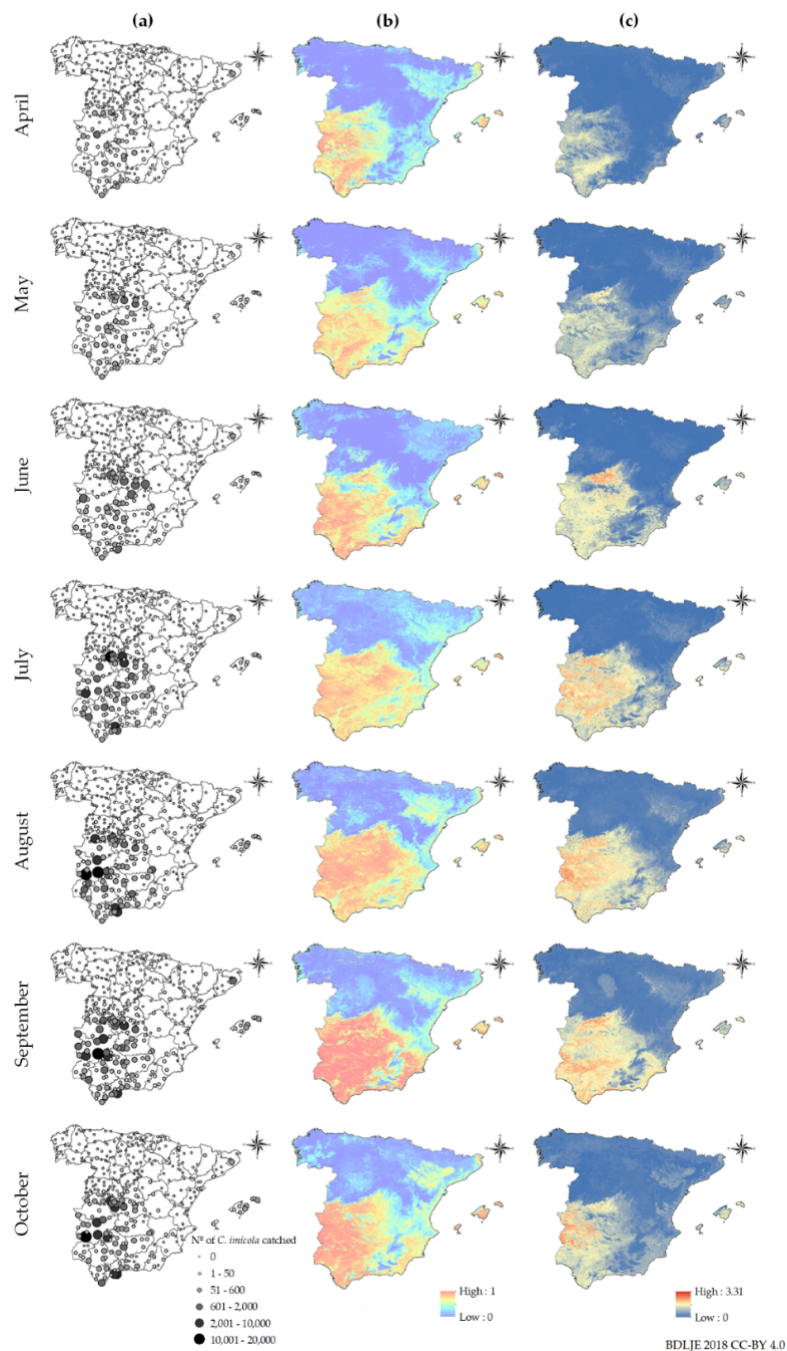 (a) (b) (c)
April
May
June
July
August
September
October
Nº of C. imicola catched
0
1 - 50
51 - 600
601 - 2,000
2,001 - 10,000
10,001 - 20,000
High : 1
Low : 0
High : 3.31
Low : 0
BDLJE 2018 CC-BY 4.0